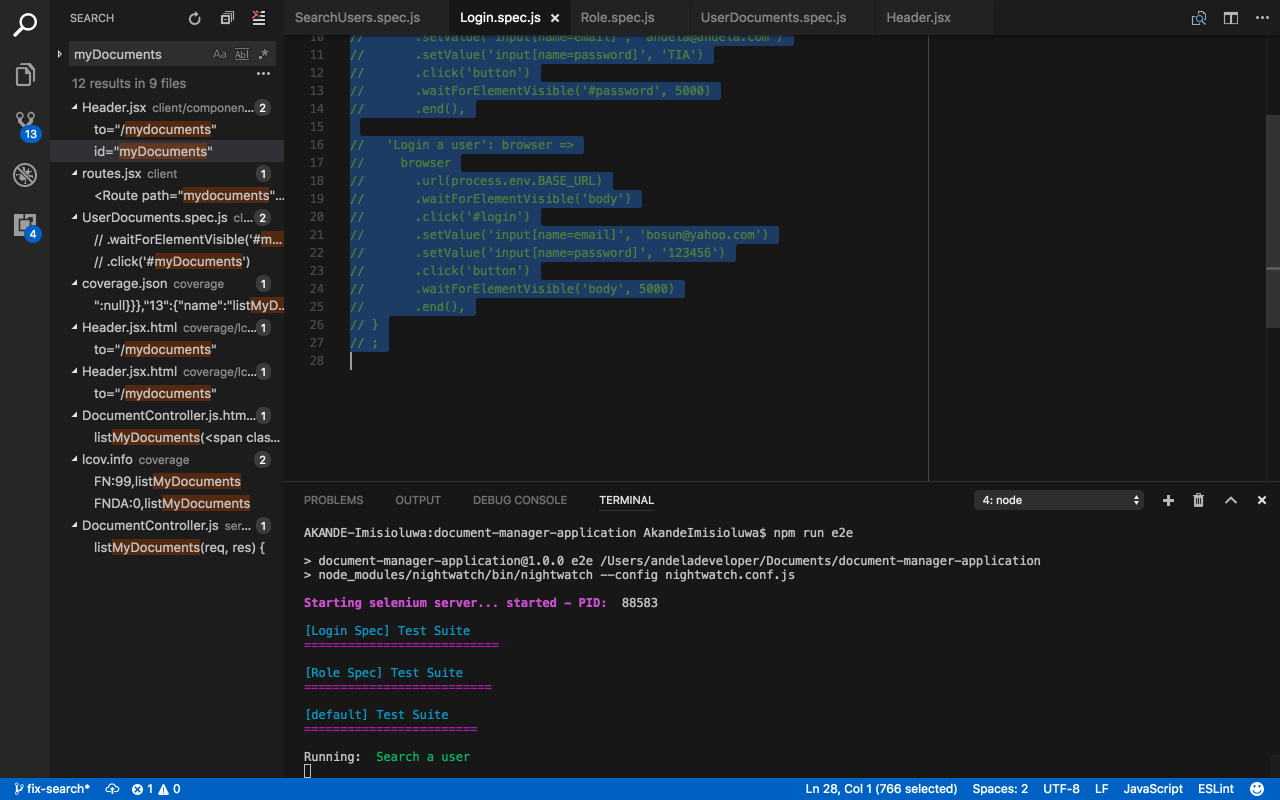 SEARCH
myDocuments
Aa Abl .*
12 results in 9 files
Header.jsx client/componen... 2
to="/mydocuments"
id="myDocuments"
routes.jsx client 1
<Route path="mydocuments"...
UserDocuments.spec.js cl... 2
// .waitForElementVisible('#m...
// .click('#myDocuments')
coverage.json coverage 1
":null}}},"13":{"name":"listMyD...
Header.jsx.html coverage/lc... 1
to="/mydocuments"
Header.jsx.html coverage/lc... 1
to="/mydocuments"
DocumentController.js.htm... 1
listMyDocuments(<span clas...
lcov.info coverage 2
FN:99,listMyDocuments
FNDA:0,listMyDocuments
DocumentController.js ser... 1
listMyDocuments(req, res) {
13
4
SearchUsers.spec.js Login.spec.js Role.spec.js UserDocuments.spec.js Header.jsx
10 // .setValue('input[name=email]', 'andela@andela.com')
11 // .setValue('input[name=password]', 'TIA')
12 // .click('button')
13 // .waitForElementVisible('#password', 5000)
14 // .end(),
15
16 // 'Login a user': browser =>
17 // browser
18 // .url(process.env.BASE_URL)
19 // .waitForElementVisible('body')
20 // .click('#login')
21 // .setValue('input[name=email]', 'bosun@yahoo.com')
22 // .setValue('input[name=password]', '123456')
23 // .click('button')
24 // .waitForElementVisible('body', 5000)
25 // .end(),
26 // }
27 // ;
28
PROBLEMS OUTPUT DEBUG CONSOLE TERMINAL 4: node
AKANDE-Imisioluwa:document-manager-application AkandeImisioluwa$ npm run e2e
> document-manager-application@1.0.0 e2e /Users/andeladeveloper/Documents/document-manager-application
> node_modules/nightwatch/bin/nightwatch --config nightwatch.conf.js
Starting selenium server... started - PID: 88583
[Login Spec] Test Suite
===========================
[Role Spec] Test Suite
==========================
[default] Test Suite
========================
Running: Search a user
fix-search* 1 0 Ln 28, Col 1 (766 selected) Spaces: 2 UTF-8 LF JavaScript ESLint